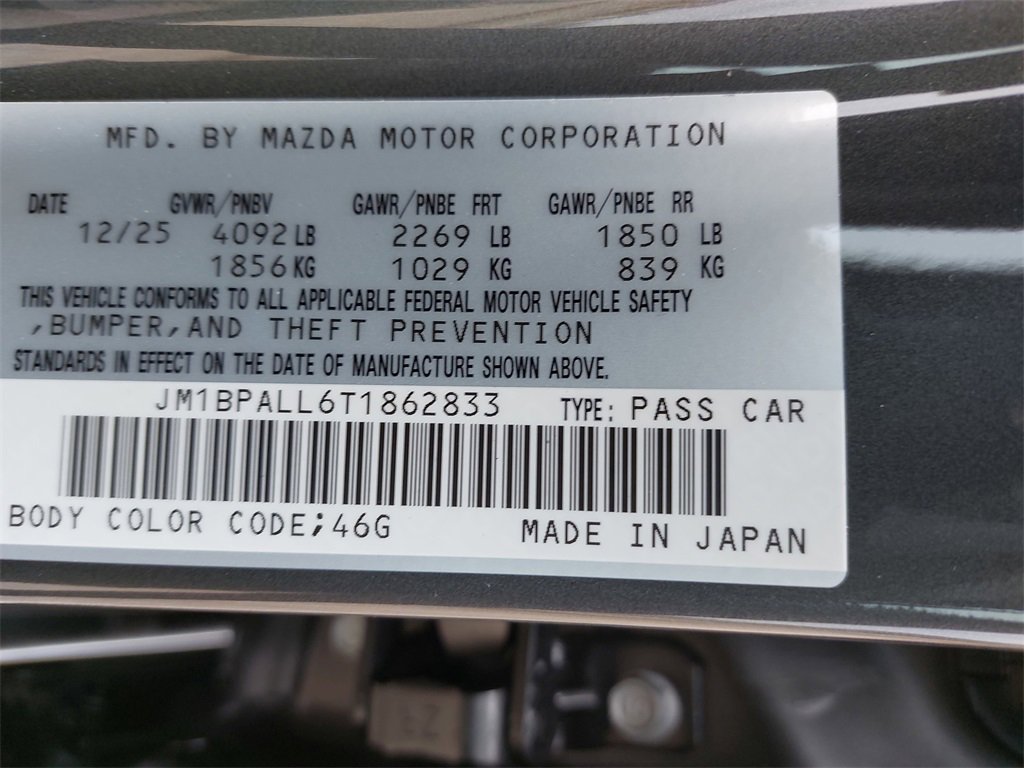 MFD. BY MAZDA MOTOR CORPORATION
DATE GVWR/PNBV GAWR/PNBE FRT GAWR/PNBE RR
12/25 4092 LB 2269 LB 1850 LB
1856 KG 1029 KG 839 KG
THIS VEHICLE CONFORMS TO ALL APPLICABLE FEDERAL MOTOR VEHICLE SAFETY
,BUMPER,AND THEFT PREVENTION
STANDARDS IN EFFECT ON THE DATE OF MANUFACTURE SHOWN ABOVE.
JM1BPALL6T1862833 TYPE: PASS CAR
BODY COLOR CODE;46G MADE IN JAPAN